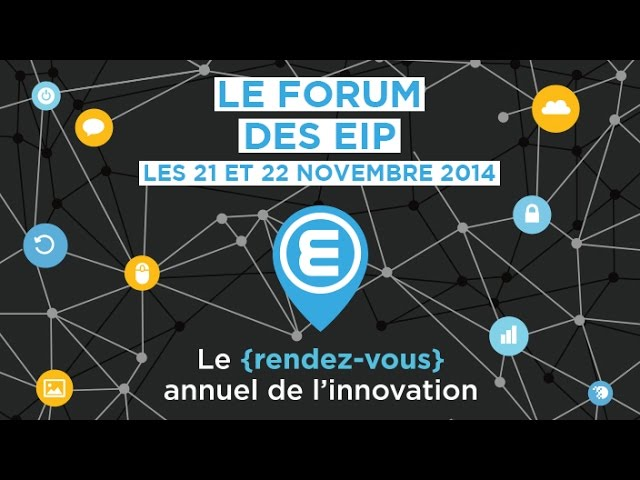 LE FORUM
DES EIP
LES 21 ET 22 NOVEMBRE 2014
Le {rendez-vous}
annuel de l'innovation